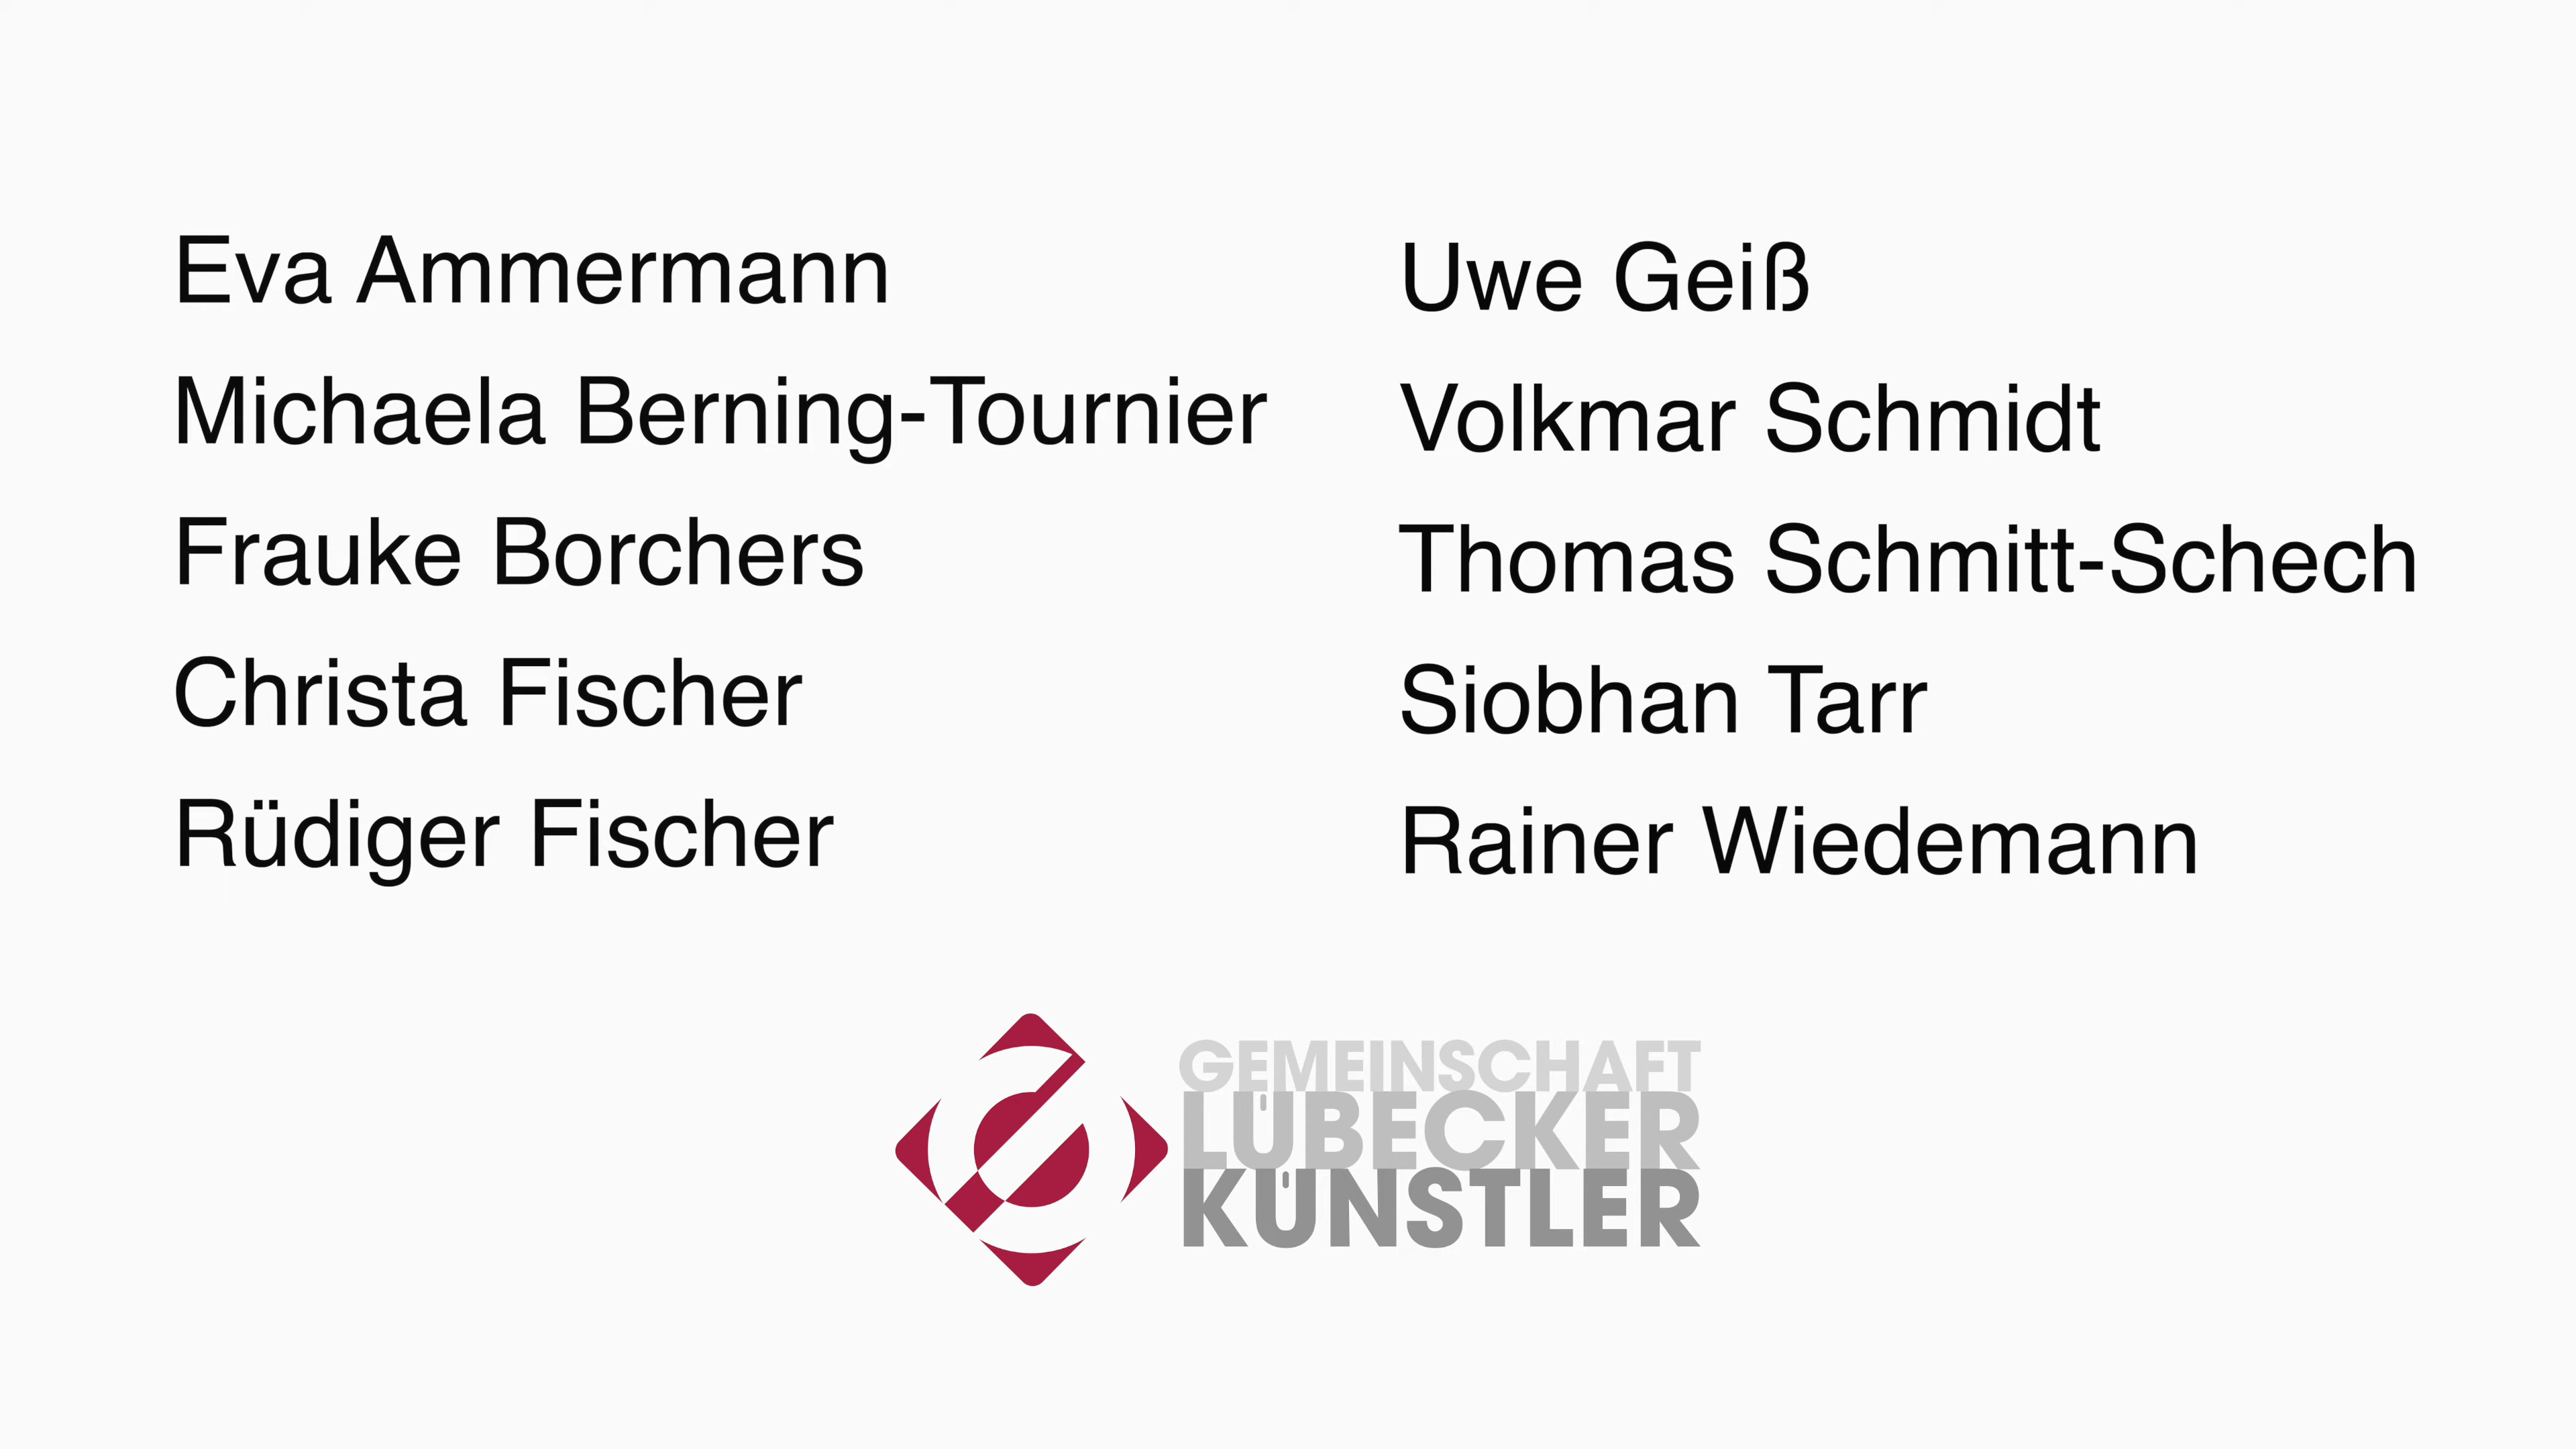 Eva Ammermann
Michaela Berning-Tournier
Frauke Borchers
Christa Fischer
Rüdiger Fischer
Uwe Geiß
Volkmar Schmidt
Thomas Schmitt-Schech
Siobhan Tarr
Rainer Wiedemann
GEMEINSCHAFT
LÜBECKER
KÜNSTLER